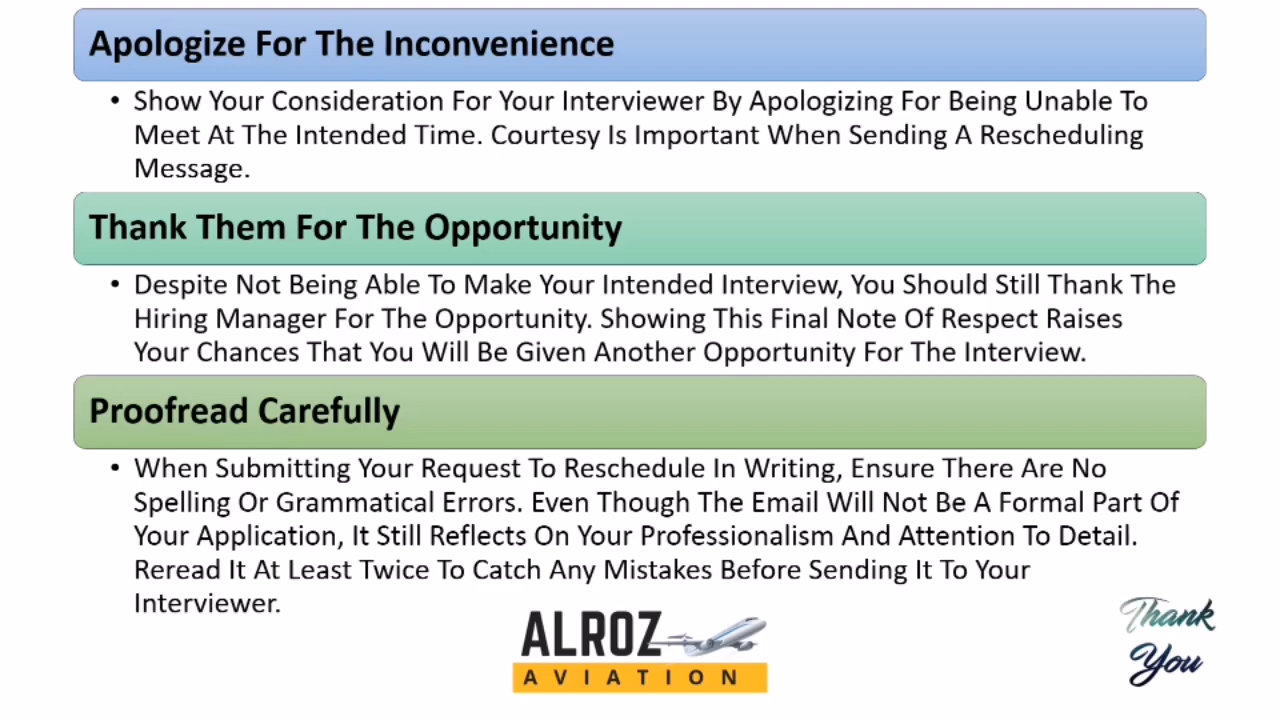 Apologize For The Inconvenience
• Show Your Consideration For Your Interviewer By Apologizing For Being Unable To
Meet At The Intended Time. Courtesy Is Important When Sending A Rescheduling
Message.
Thank Them For The Opportunity
• Despite Not Being Able To Make Your Intended Interview, You Should Still Thank The
Hiring Manager For The Opportunity. Showing This Final Note Of Respect Raises
Your Chances That You Will Be Given Another Opportunity For The Interview.
Proofread Carefully
• When Submitting Your Request To Reschedule In Writing, Ensure There Are No
Spelling Or Grammatical Errors. Even Though The Email Will Not Be A Formal Part Of
Your Application, It Still Reflects On Your Professionalism And Attention To Detail.
Reread It At Least Twice To Catch Any Mistakes Before Sending It To Your
Interviewer.
ALROZ
AVIATION
Thank
You